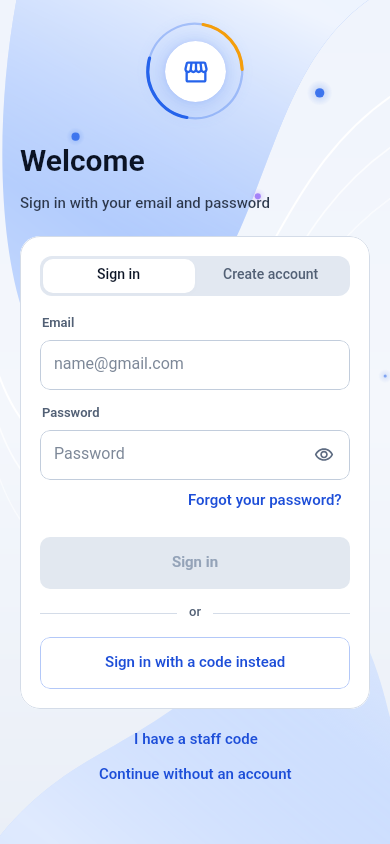 Welcome
Sign in with your email and password
Sign in
Create account
Email
name@gmail.com
Password
Password
Forgot your password?
Sign in
or
Sign in with a code instead
I have a staff code
Continue without an account